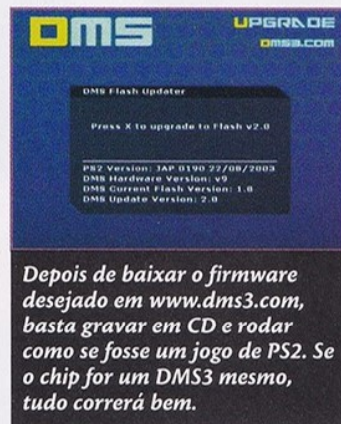 DMS
UPGRADE
DMS3.COM
DMS Flash Updater
Press X to upgrade to Flash v2.0
PS2 Version: JAP 0190 22/08/2003
DMS Hardware Version: v9
DMS Current Flash Version: 1.0
DMS Update Version: 2.0
Depois de baixar o firmware
desejado em www.dms3.com,
basta gravar em CD e rodar
como se fosse um jogo de PS2. Se
o chip for um DMS3 mesmo,
tudo correrá bem.